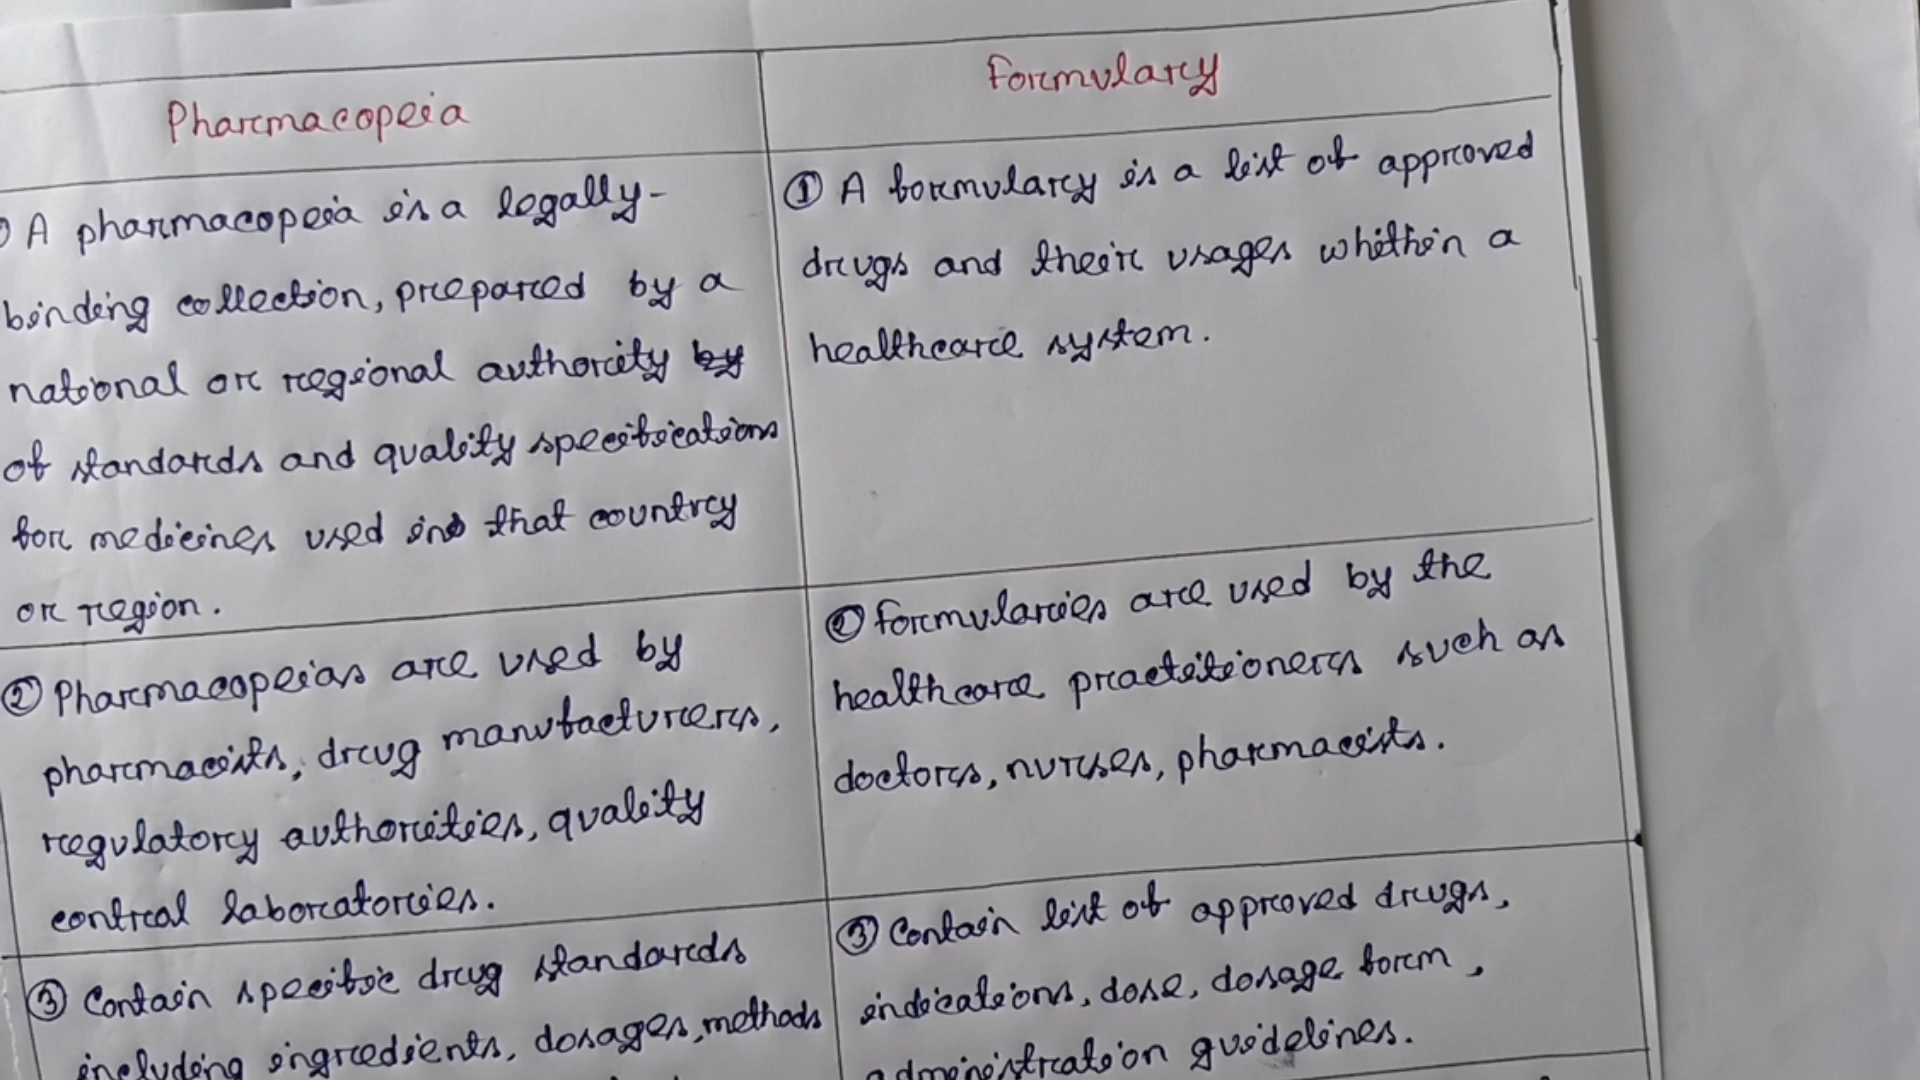 Pharmacopeia
Formulary
A pharmacopeia is a legally-
binding collection, prepared by a
national or regional authority by
of standards and quality specifications
for medicines used in that country
or region.
① A formulary is a list of approved
drugs and their usages whithin a
healthcare system.
② Pharmacopeias are used by
pharmacists, drug manufacturers,
regulatory authorities, quality
contral laboratories.
② Formularies are used by the
healthcare practitioners such as
doctors, nurses, pharmacists.
③ Contain specific drug standards
including ingredients, dosages, methods
③ Contain list of approved drugs,
indications, dose, dosage form,
administration guidelines.